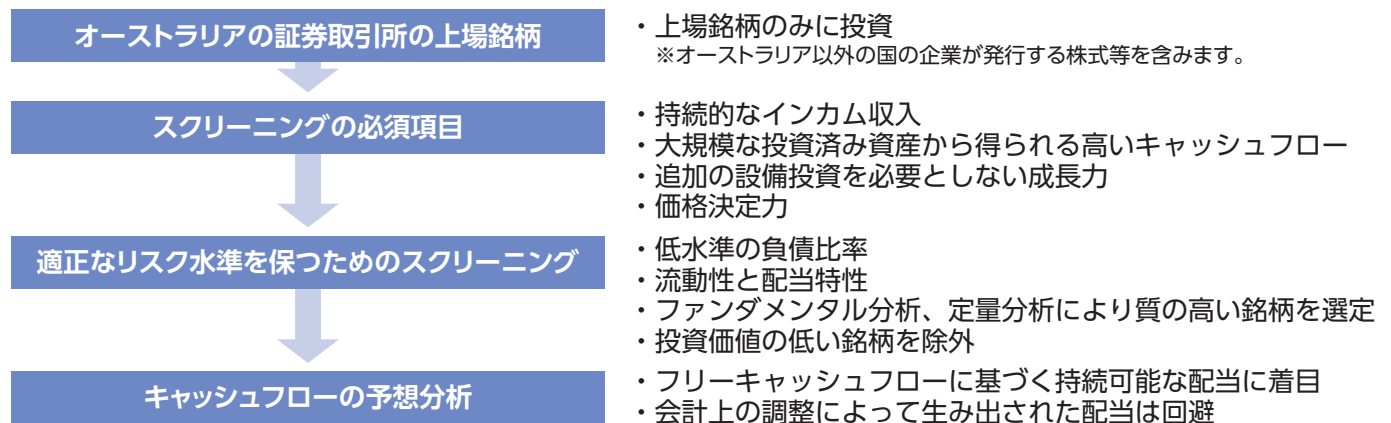 オーストラリアの証券取引所の上場銘柄
・上場銘柄のみに投資
※オーストラリア以外の国の企業が発行する株式等を含みます。
スクリーニングの必須項目
・持続的なインカム収入
・大規模な投資済み資産から得られる高いキャッシュフロー
・追加の設備投資を必要としない成長力
・価格決定力
適正なリスク水準を保つためのスクリーニング
・低水準の負債比率
・流動性と配当特性
・ファンダメンタル分析、定量分析により質の高い銘柄を選定
・投資価値の低い銘柄を除外
キャッシュフローの予想分析
・フリーキャッシュフローに基づく持続可能な配当に着目
・会計上の調整によって生み出された配当は回避